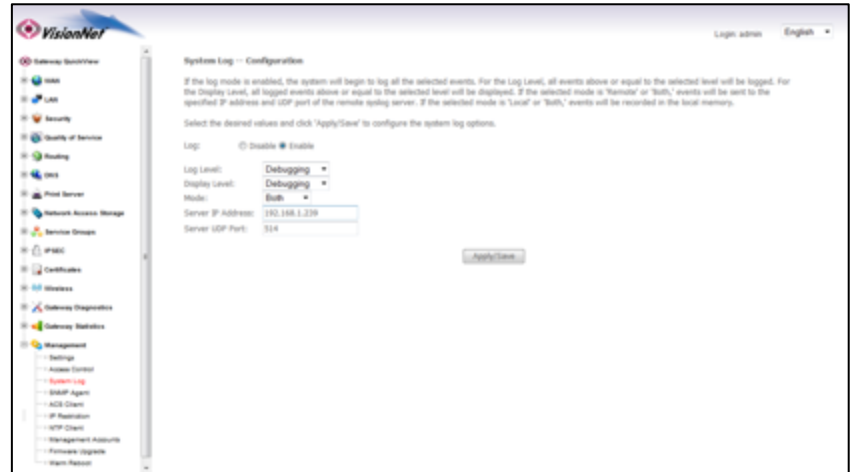 VisionNet
Login: admin English
Gateway QuickView
WAN
LAN
Security
Quality of Service
Routing
DNS
Print Server
Network Access Storage
Service Groups
IPSEC
Certificates
Wireless
Gateway Diagnostics
Gateway Statistics
Management
Settings
Access Control
System Log
SNMP Agent
ACS Client
IP Restriction
NTP Client
Management Accounts
Firmware Upgrade
Warm Reboot
System Log -- Configuration
If the log mode is enabled, the system will begin to log all the selected events. For the Log Level, all events above or equal to the selected level will be logged. For
the Display Level, all logged events above or equal to the selected level will be displayed. If the selected mode is 'Remote' or 'Both,' events will be sent to the
specified IP address and UDP port of the remote syslog server. If the selected mode is 'Local' or 'Both,' events will be recorded in the local memory.
Select the desired values and click 'Apply/Save' to configure the system log options.
Log: Disable Enable
Log Level: Debugging
Display Level: Debugging
Mode: Both
Server IP Address: 192.168.1.239
Server UDP Port: 514
Apply/Save